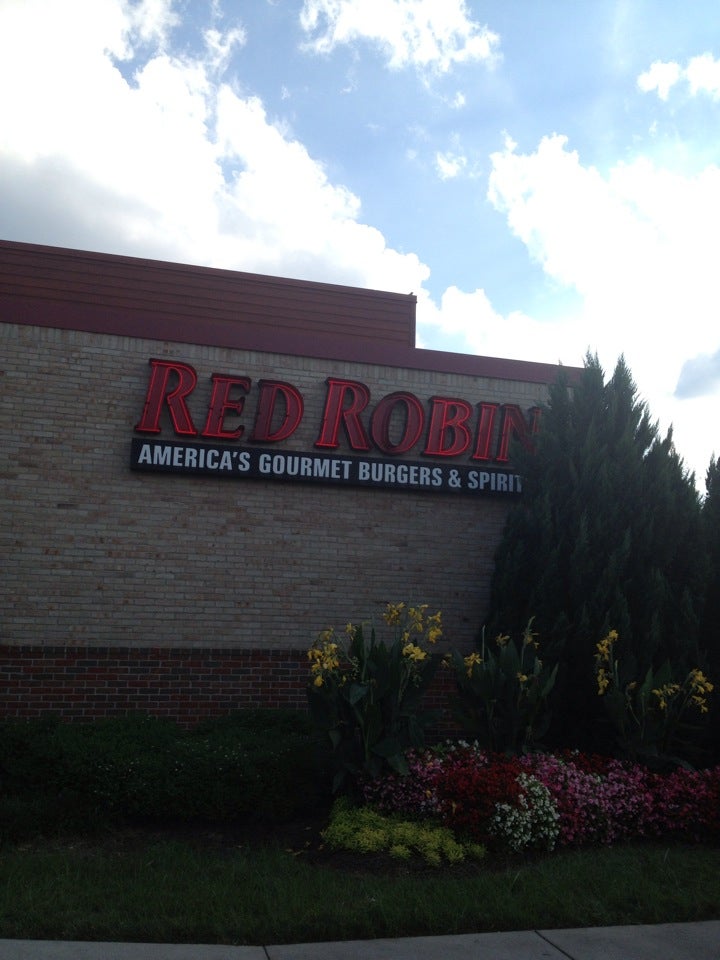 RED ROBIN
AMERICA'S GOURMET BURGERS & SPIRIT